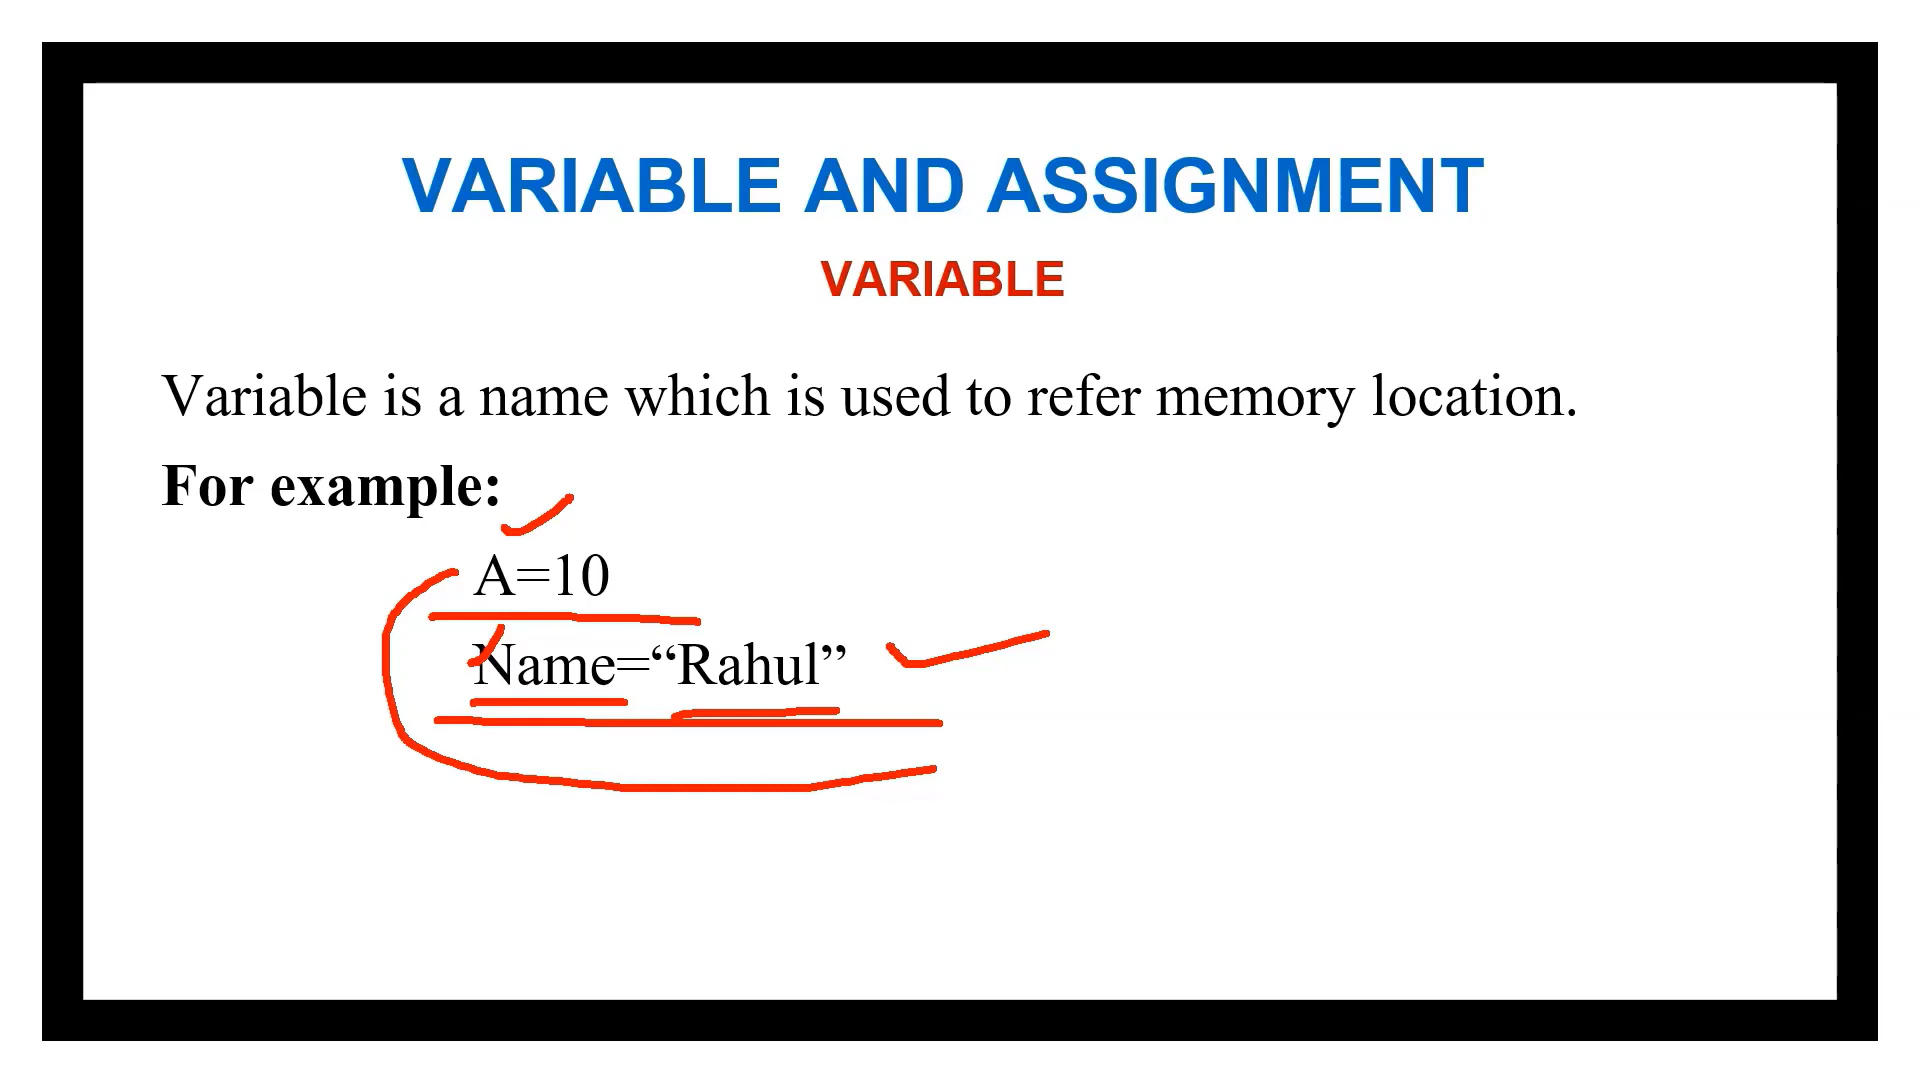 VARIABLE AND ASSIGNMENT
VARIABLE
Variable is a name which is used to refer memory location.
For example:
A=10
Name=“Rahul”